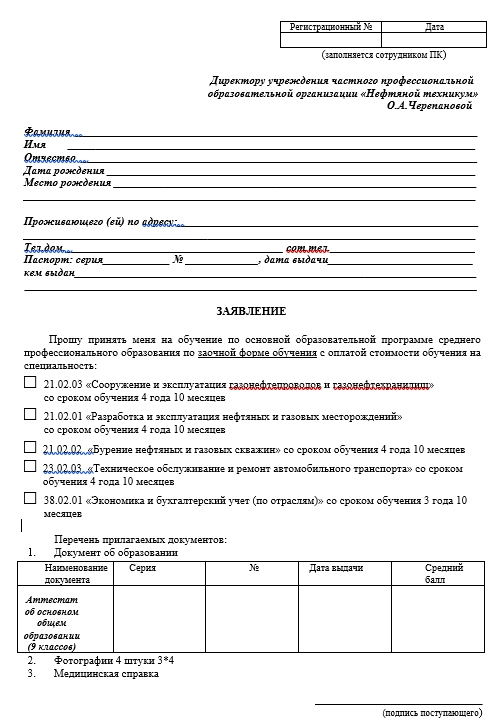 Регистрационный № Дата
(заполняется сотрудником ПК)
Директору учреждения частного профессиональной
образовательной организации «Нефтяной техникум»
О.А.Черепановой
Фамилия
Имя
Отчество
Дата рождения
Место рождения
Проживающего (ей) по адресу:
Тел.дом. сот.тел.
Паспорт: серия № , дата выдачи
кем выдан
ЗАЯВЛЕНИЕ
Прошу принять меня на обучение по основной образовательной программе среднего
профессионального образования по заочной форме обучения с оплатой стоимости обучения на
специальность:
21.02.03 «Сооружение и эксплуатация газонефтепроводов и газонефтехранилищ»
со сроком обучения 4 года 10 месяцев
21.02.01 «Разработка и эксплуатация нефтяных и газовых месторождений»
со сроком обучения 4 года 10 месяцев
21.02.02 «Бурение нефтяных и газовых скважин» со сроком обучения 4 года 10 месяцев
23.02.03 «Техническое обслуживание и ремонт автомобильного транспорта» со сроком
обучения 4 года 10 месяцев
38.02.01 «Экономика и бухгалтерский учет (по отраслям)» со сроком обучения 3 года 10
месяцев
Перечень прилагаемых документов:
1. Документ об образовании
Наименование Серия № Дата выдачи Средний
документа балл
Аттестат
об основном
общем
образовании
(9 классов)
2. Фотографии 4 штуки 3*4
3. Медицинская справка
(подпись поступающего)